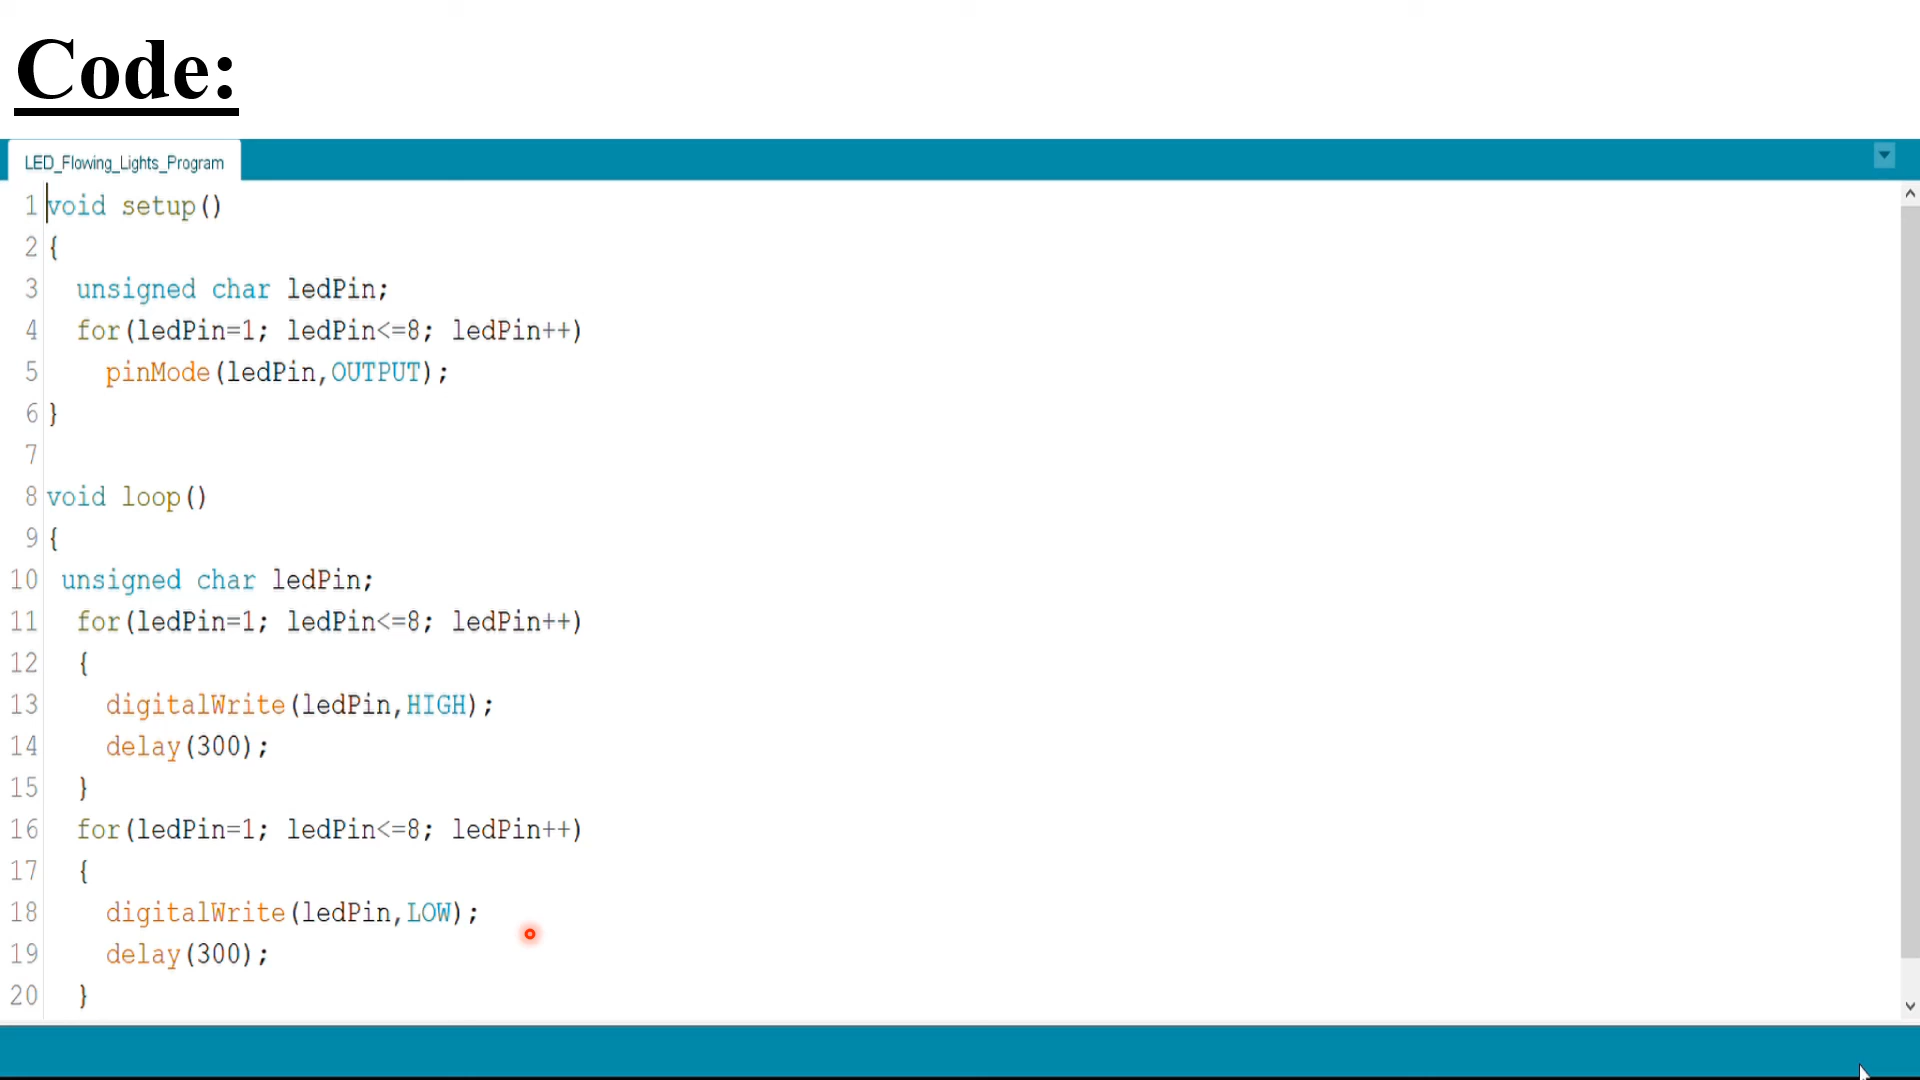 Code:
LED_Flowing_Lights_Program
1 void setup()
2 {
3   unsigned char ledPin;
4   for(ledPin=1; ledPin<=8; ledPin++)
5     pinMode(ledPin,OUTPUT);
6 }
7
8 void loop()
9 {
10  unsigned char ledPin;
11   for(ledPin=1; ledPin<=8; ledPin++)
12   {
13     digitalWrite(ledPin,HIGH);
14     delay(300);
15   }
16   for(ledPin=1; ledPin<=8; ledPin++)
17   {
18     digitalWrite(ledPin,LOW);
19     delay(300);
20   }